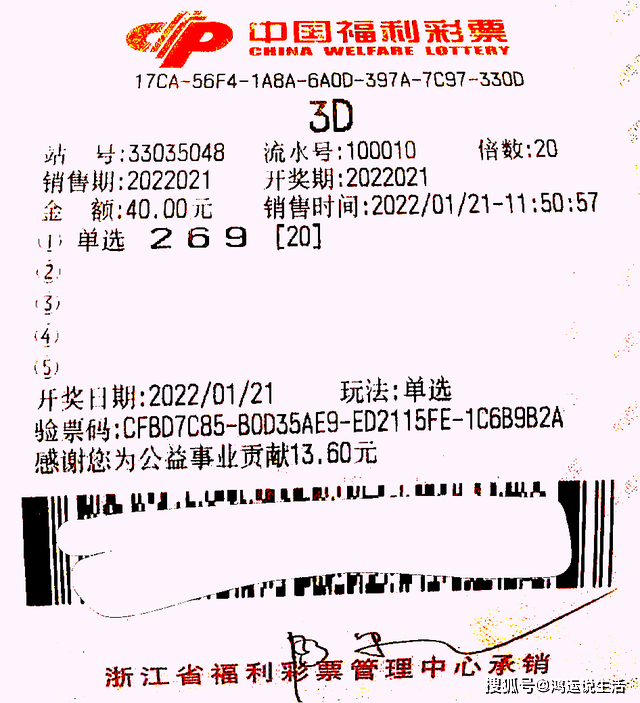 中国福利彩票
CHINA WELFARE LOTTERY
17CA-56F4-1A8A-6A0D-397A-7C97-330D
3D
站 号:33035048 流水号:100010 倍数:20
销售期:2022021 开奖期:2022021
金 额:40.00元 销售时间:2022/01/21-11:50:57
(1) 单选 2 6 9 [20]
(2)
(3)
(4)
(5)
开奖日期:2022/01/21 玩法:单选
验票码:CFBD7C85-B0D35AE9-ED2115FE-1C6B9B2A
感谢您为公益事业贡献13.60元
浙江省福利彩票管理中心承销
搜狐号@鸿运说生活